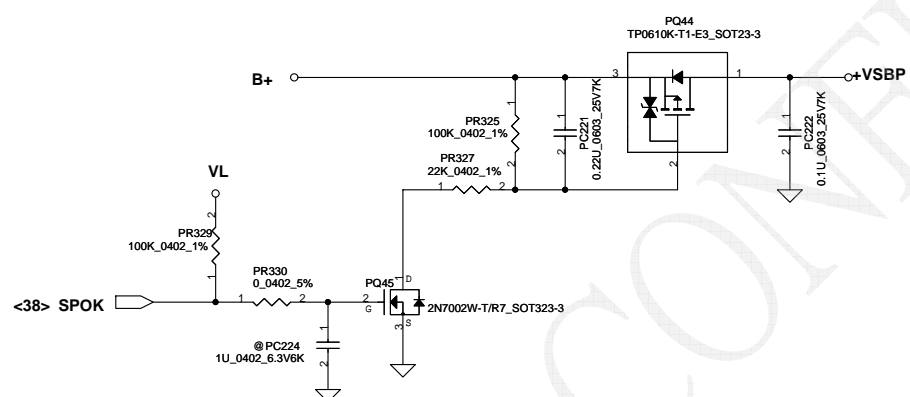 PQ44
TP0610K-T1-E3_SOT23-3
B+
3
1
+VSBP
1
2
PR325
100K_0402_1%
1
2
PC221
0.22U_0603_25V7K
2
1
2
PC222
0.1U_0603_25V7K
PR327
22K_0402_1%
1
2
VL
2
PR329
100K_0402_1%
1
<38> SPOK
1
PR330
0_0402_5%
2
PQ45
1
D
2
G
3
S
2N7002W-T/R7_SOT323-3
1
@PC224
1U_0402_6.3V6K
2
CONF